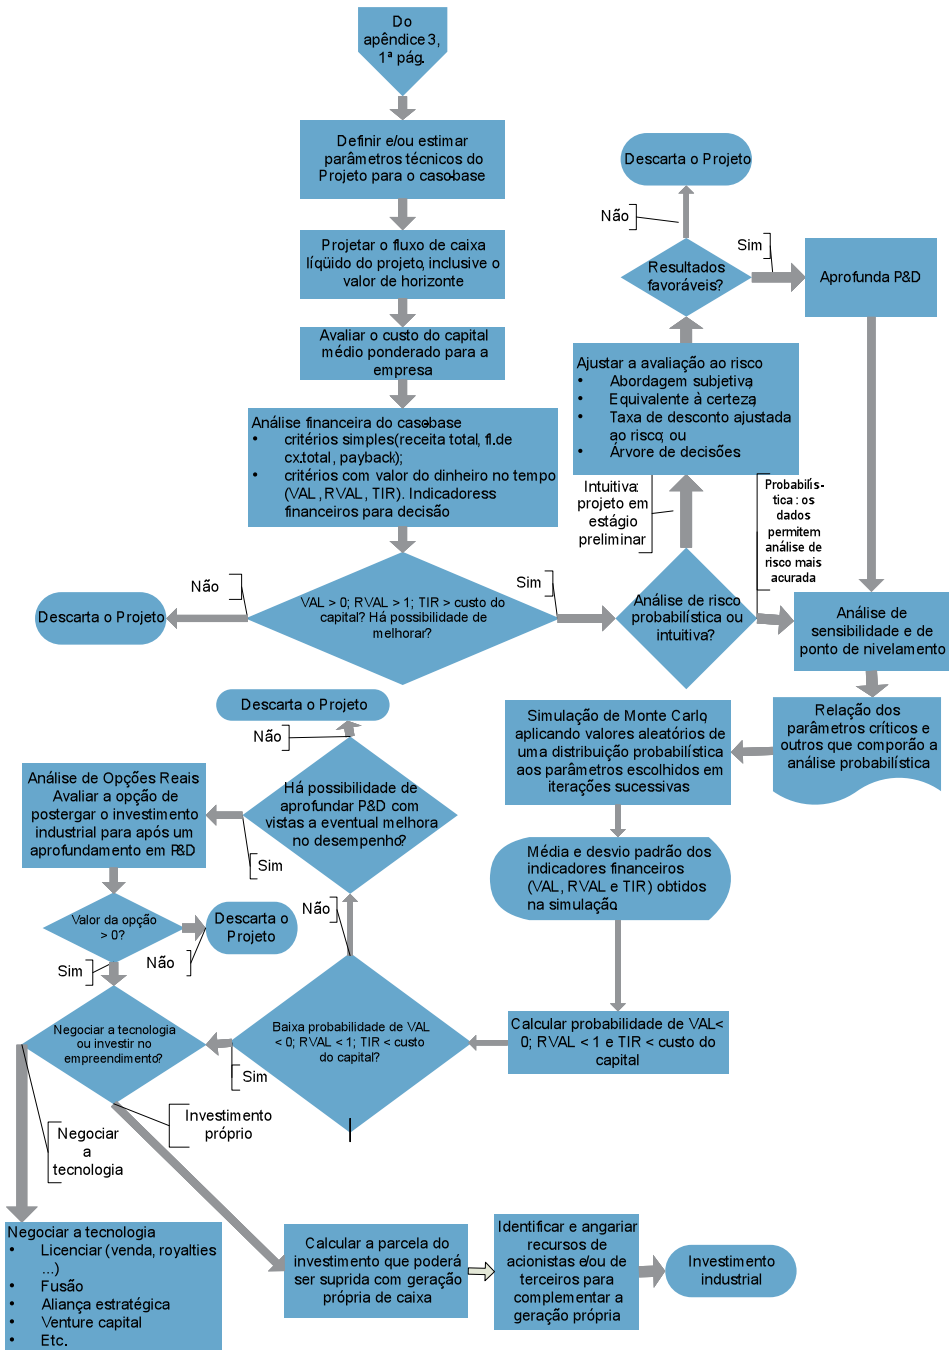 Do
apêndice 3,
1ª pág.
Definir e/ou estimar
parâmetros técnicos do
Projeto para o caso-base
Projetar o fluxo de caixa
líqüido do projeto, inclusive o
valor de horizonte
Avaliar o custo do capital
médio ponderado para a
empresa
Análise financeira do caso-base
• critérios simples(receita total, fl.de
cx.total, payback);
• critérios com valor do dinheiro no tempo
(VAL , RVAL , TIR). Indicadoress
financeiros para decisão
Não
Descarta o Projeto
VAL > 0; RVAL > 1; TIR > custo do
capital? Há possibilidade de
melhorar?
Sim
Análise de risco
probabilística ou
intuitiva?
Intuitiva:
projeto em
estágio
preliminar
Probabilís-
tica : os
dados
permitem
análise de
risco mais
acurada
Ajustar a avaliação ao risco
• Abordagem subjetiva;
• Equivalente à certeza;
• Taxa de desconto ajustada
ao risco; ou
• Árvore de decisões.
Resultados
favoráveis?
Não
Descarta o Projeto
Sim
Aprofunda P&D
Análise de
sensibilidade e de
ponto de nivelamento
Relação dos
parâmetros críticos e
outros que comporão a
análise probabilística
Simulação de Monte Carlo,
aplicando valores aleatórios de
uma distribuição probabilística
aos parâmetros escolhidos em
iterações sucessivas
Média e desvio padrão dos
indicadores financeiros
(VAL, RVAL e TIR) obtidos
na simulação.
Calcular probabilidade de VAL<
0; RVAL < 1 e TIR < custo do
capital
Baixa probabilidade de VAL
< 0; RVAL < 1; TIR < custo
do capital?
Não
Há possibilidade de
aprofundar P&D com
vistas a eventual melhora
no desempenho?
Não
Descarta o Projeto
Sim
Análise de Opções Reais
Avaliar a opção de
postergar o investimento
industrial para após um
aprofundamento em P&D
Valor da opção
> 0?
Não
Descarta o
Projeto
Sim
Sim
Negociar a tecnologia
ou investir no
empreendimento?
Negociar
a
tecnologia
Investimento
próprio
Negociar a tecnologia
• Licenciar (venda, royalties
...)
• Fusão
• Aliança estratégica
• Venture capital
• Etc.
Calcular a parcela do
investimento que poderá
ser suprida com geração
própria de caixa
Identificar e angariar
recursos de
acionistas e/ou de
terceiros para
complementar a
geração própria
Investimento
industrial